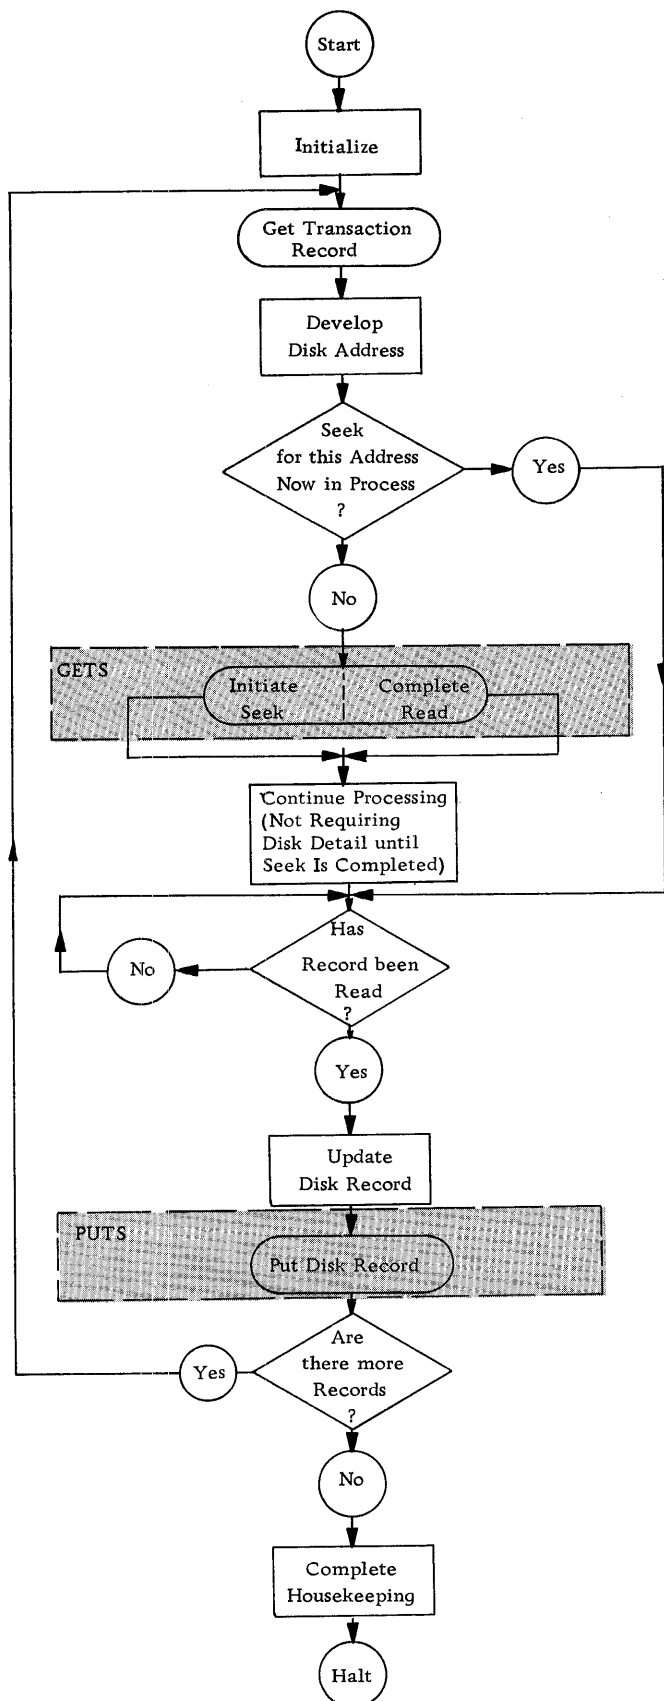 Start
Initialize
Get Transaction
Record
Develop
Disk Address
Seek
for this Address
Now in Process
?
Yes
No
GETS
Initiate
Seek
Complete
Read
Continue Processing
(Not Requiring
Disk Detail until
Seek Is Completed)
Has
Record been
Read
?
No
Yes
Update
Disk Record
PUTS
Put Disk Record
Are
there more
Records
?
Yes
No
Complete
Housekeeping
Halt